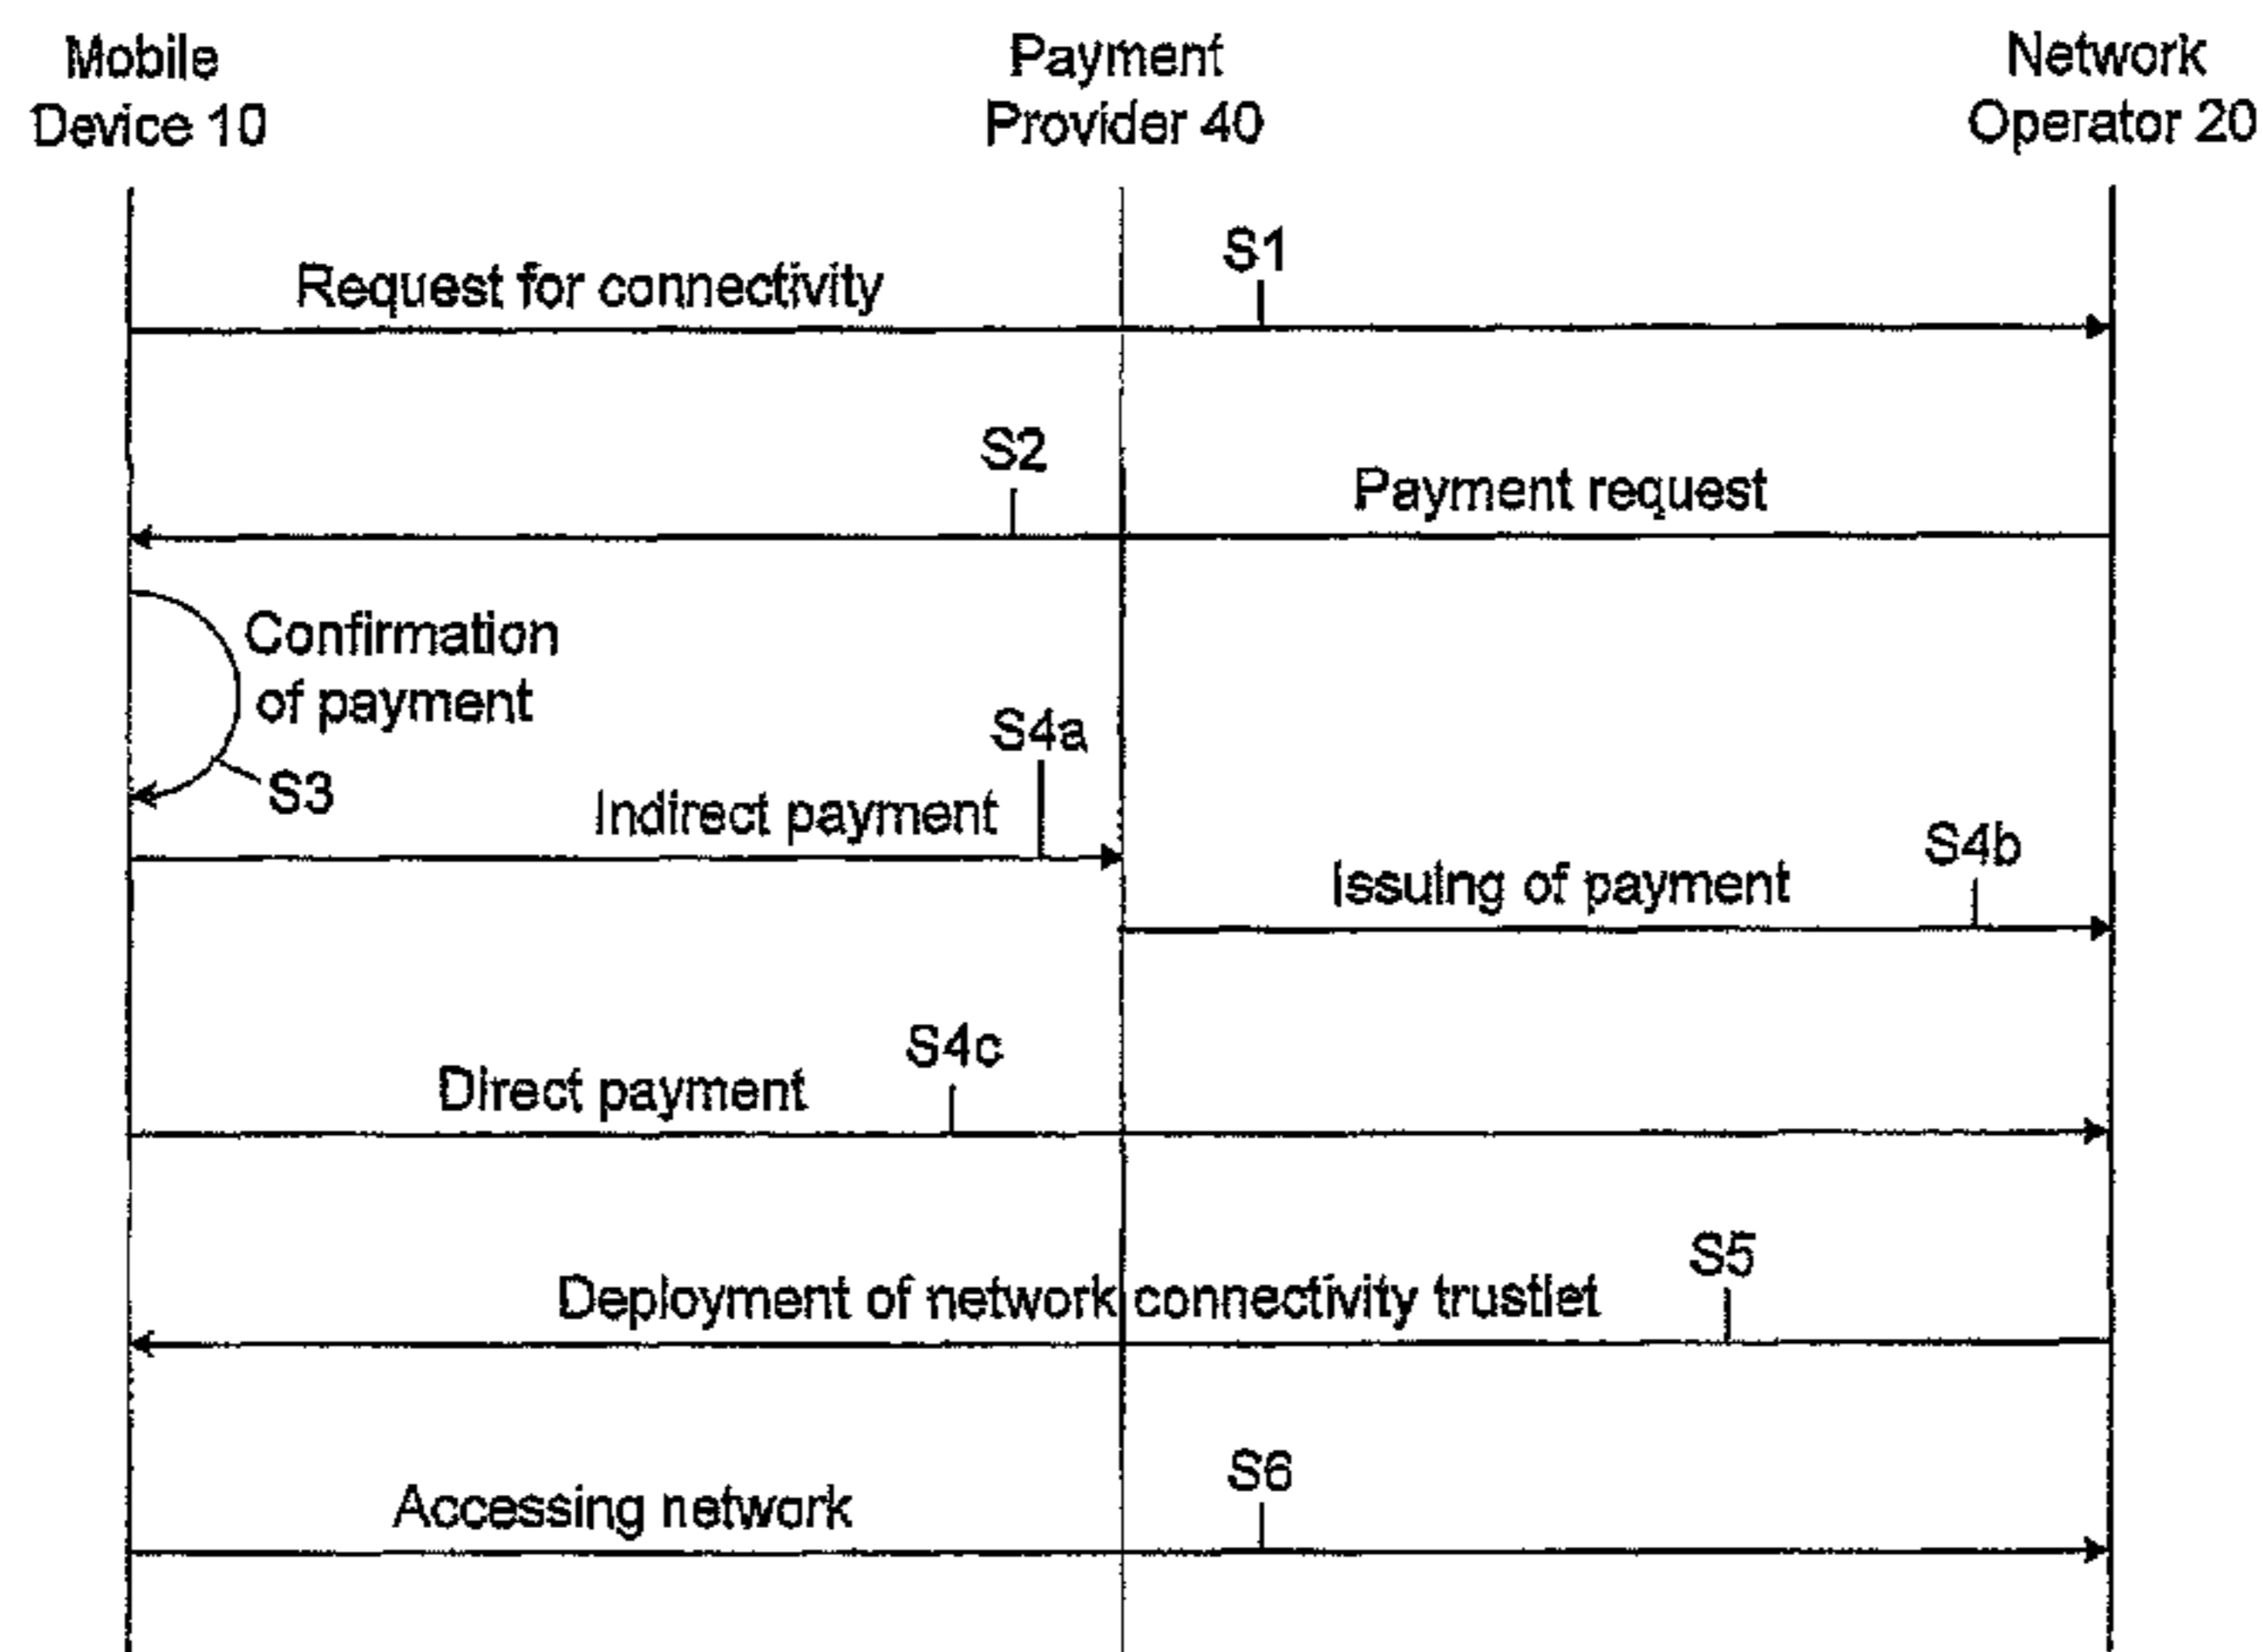 Mobile
Device 10
Payment
Provider 40
Network
Operator 20
S1
Request for connectivity
S2
Payment request
Confirmation
of payment
S3
S4a
Indirect payment
S4b
Issuing of payment
S4c
Direct payment
S5
Deployment of network connectivity trustlet
S6
Accessing network